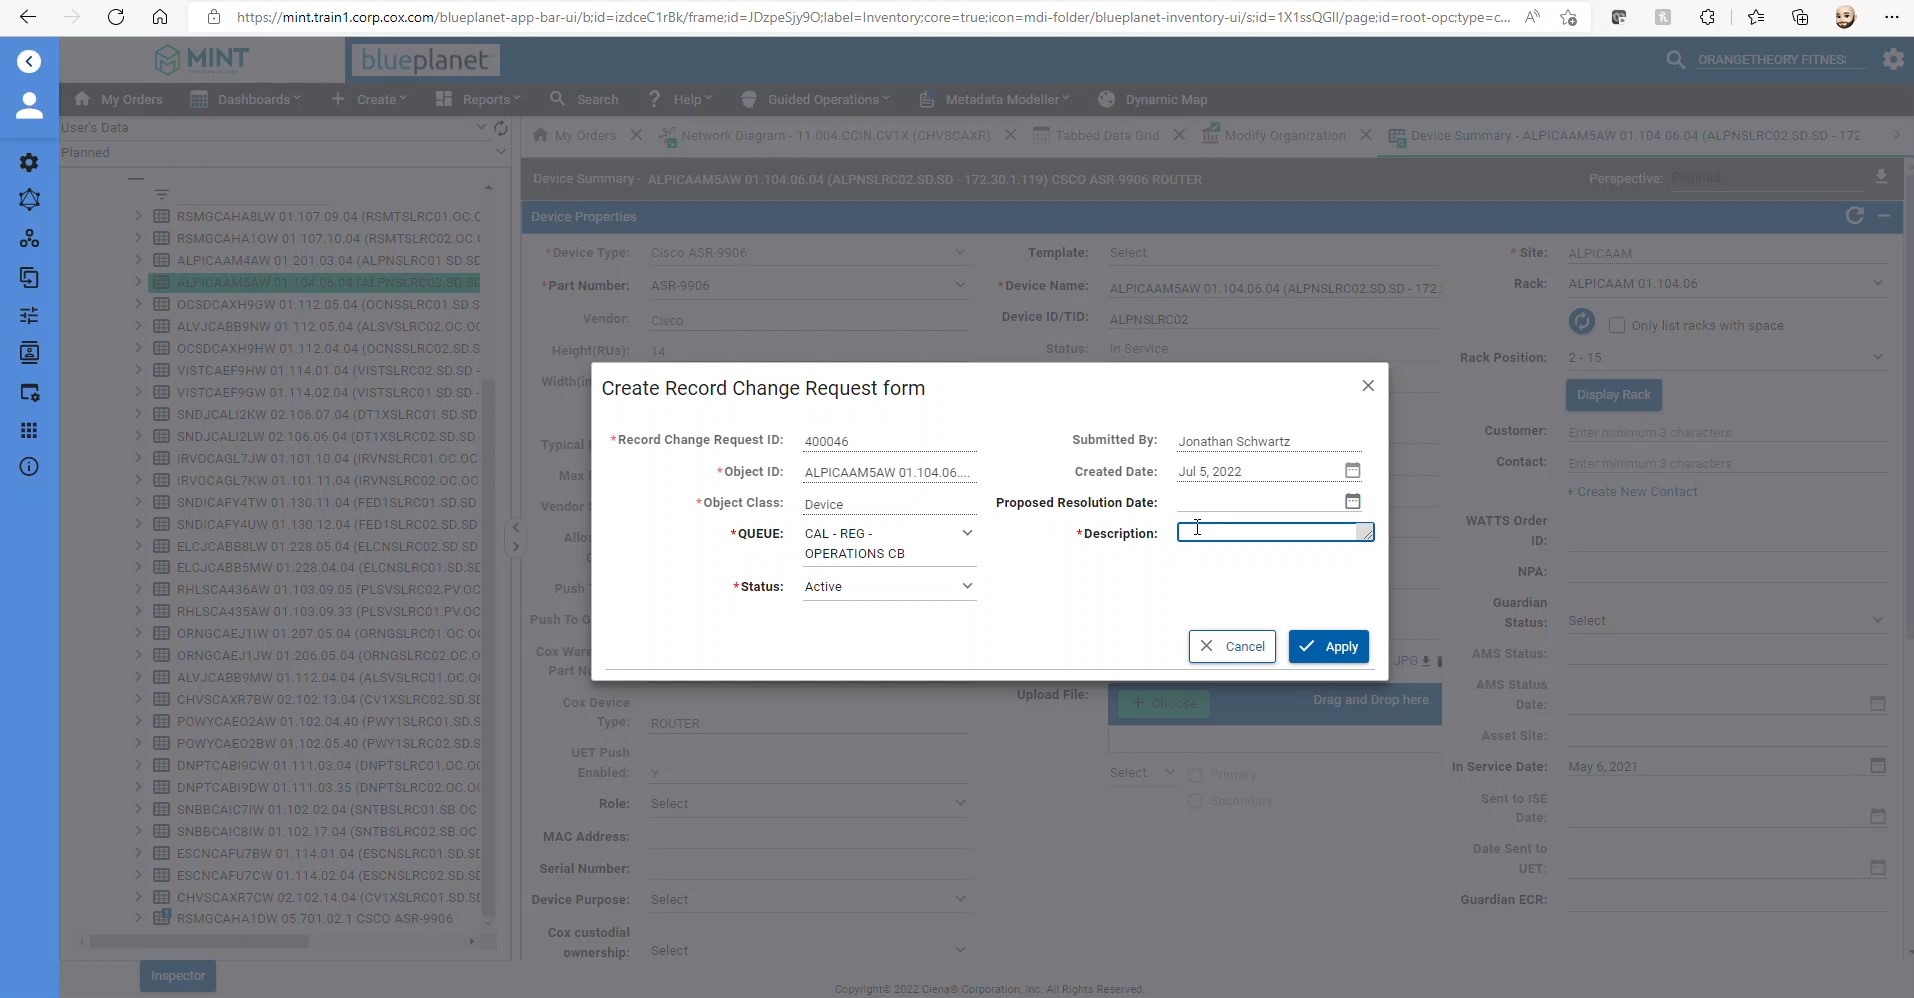 https://mint.train1.corp.cox.com/blueplanet-app-bar-ui/b;id=izdceC1rBk/frame;id=JDzpeSjy9O;label=Inventory;core=true;icon=mdi-folder/blueplanet-inventory-ui/s;id=1X1ssQGlI/page;id=root-opc;type=c...
MINT
blueplanet
ORANGETHEORY FITNES
My Orders Dashboards Create Reports Search Help Guided Operations Metadata Modeller Dynamic Map
User's Data
Planned
My Orders Network Diagram - 11.004.CCIN.CV1X (CHVSCAXR) Tabbed Data Grid Modify Organization Device Summary - ALPICAAM5AW 01.104.06.04 (ALPNSLRC02.SD.SD - 172
RSMGCAHA8LW 01.107.09.04 (RSMTSLRC01.OC.C
RSMGCAHA1OW 01.107.10.04 (RSMTSLRC02.OC.
ALPICAAM4AW 01.201.03.04 (ALPNSLRC01.SD.SD
ALPICAAM5AW 01.104.05.04 (ALPNSLRC02.SD.SD
OCSDCAXH9GW 01.112.05.04 (OCNSSLRC01.SD.S
ALVJCABB9NW 01.112.05.04 (ALSVSLRC02.OC.OC
OCSDCAXH9HW 01.112.04.04 (OCNSSLRC02.SD.S
VISTCAEF9HW 01.114.01.04 (VISTSLRC02.SD.SD -
VISTCAEF9GW 01.114.02.04 (VISTSLRC01.SD.SD -
SNDJCALI2KW 02.106.07.04 (DT1XSLRC01.SD.SD
SNDJCALI2LW 02.106.06.04 (DT1XSLRC02.SD.SD
IRVOCAGL7JW 01.101.10.04 (IRVNSLRC01.OC.OC
IRVOCAGL7KW 01.101.11.04 (IRVNSLRC02.OC.OC
SNDICAFY4TW 01.130.11.04 (FED1SLRC01.SD.SD
SNDICAFY4UW 01.130.12.04 (FED1SLRC02.SD.SD
ELCJCABB8LW 01.228.05.04 (ELCNSLRC02.SD.SD
ELCJCABB5MW 01.228.04.04 (ELCNSLRC01.SD.SD
RHLSCA436AW 01.103.09.05 (PLSVSLRC02.PV.OC
RHLSCA435AW 01.103.09.33 (PLSVSLRC01.PV.OC
ORNGCAEJ1IW 01.207.05.04 (ORNGSLRC01.OC.OC
ORNGCAEJ1JW 01.206.05.04 (ORNGSLRC02.OC.O
ALVJCABB9MW 01.112.04.04 (ALSVSLRC01.OC.O
CHVSCAXR7BW 02.102.13.04 (CV1XSLRC02.SD.SD
POWYCAEO2AW 01.102.04.40 (PWY1SLRC01.SD.S
POWYCAEO2BW 01.102.05.40 (PWY1SLRC02.SD.S
DNPTCABI9CW 01.111.03.04 (DNPTSLRC01.OC.OC
DNPTCABI9DW 01.111.03.35 (DNPTSLRC02.OC.OC
SNBBCAIC7IW 01.102.02.04 (SNTBSLRC01.SB.OC
SNBBCAIC8IW 01.102.17.04 (SNTBSLRC02.SB.OC
ESCNCAFU7BW 01.114.01.04 (ESCNSLRC01.SD.SD
ESCNCAFU7CW 01.114.02.04 (ESCNSLRC02.SD.SD
CHVSCAXR7CW 02.102.14.04 (CV1XSLRC01.SD.SD
RSMGCAHA1DW 05.701.02.1 CSCO ASR-9906
Inspector
Device Summary - ALPICAAM5AW 01.104.06.04 (ALPNSLRC02.SD.SD - 172.30.1.119) CSCO ASR-9906 ROUTER Perspective: Planned
Device Properties
*Device Type: Cisco ASR-9906
*Part Number: ASR-9906
Vendor: Cisco
Height(RUs): 14
Width(in
Typical
Max
Vendor
Allo
Push
Push To G
Cox Ware
Part N
Cox Device
Type: ROUTER
UET Push
Enabled: Y
Role: Select
MAC Address:
Serial Number:
Device Purpose: Select
Cox custodial
ownership: Select
Template: Select
*Device Name: ALPICAAM5AW 01.104.06.04 (ALPNSLRC02.SD.SD - 172.
Device ID/TID: ALPNSLRC02
Status: In Service
.JPG
Upload File: Choose Drag and Drop here
Select Primary
Secondary
* Site: ALPICAAM
Rack: ALPICAAM 01.104.06
Only list racks with space
Rack Position: 2 - 15
Display Rack
Customer: Enter minimum 3 characters
Contact: Enter minimum 3 characters
+ Create New Contact
WATTS Order
ID:
NPA:
Guardian
Status: Select
AMS Status:
AMS Status
Date:
Asset Site:
In Service Date: May 6, 2021
Sent to ISE
Date:
Date Sent to
UET:
Guardian ECR:
Create Record Change Request form
*Record Change Request ID: 400046
*Object ID: ALPICAAM5AW 01.104.06....
*Object Class: Device
*QUEUE: CAL - REG -
OPERATIONS CB
*Status: Active
Submitted By: Jonathan Schwartz
Created Date: Jul 5, 2022
Proposed Resolution Date:
*Description:
Cancel Apply
Copyright© 2022 Ciena® Corporation, Inc. All Rights Reserved.